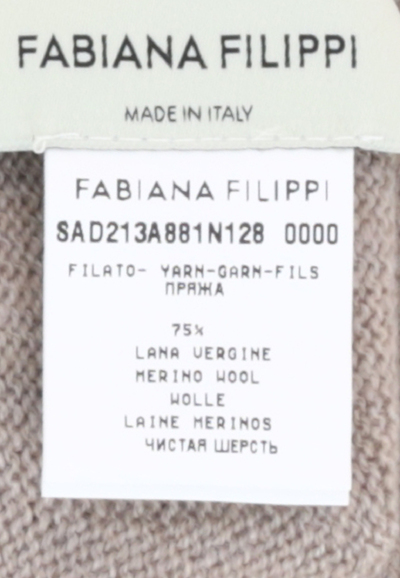 FABIANA FILIPPI
MADE IN ITALY
FABIANA FILIPPI
SAD213A881N128 0000
FILATO- YARN-GARN-FILS
ПРЯЖА
75%
LANA VERGINE
MERINO WOOL
WOLLE
LAINE MERINOS
ЧИСТАЯ ШЕРСТЬ